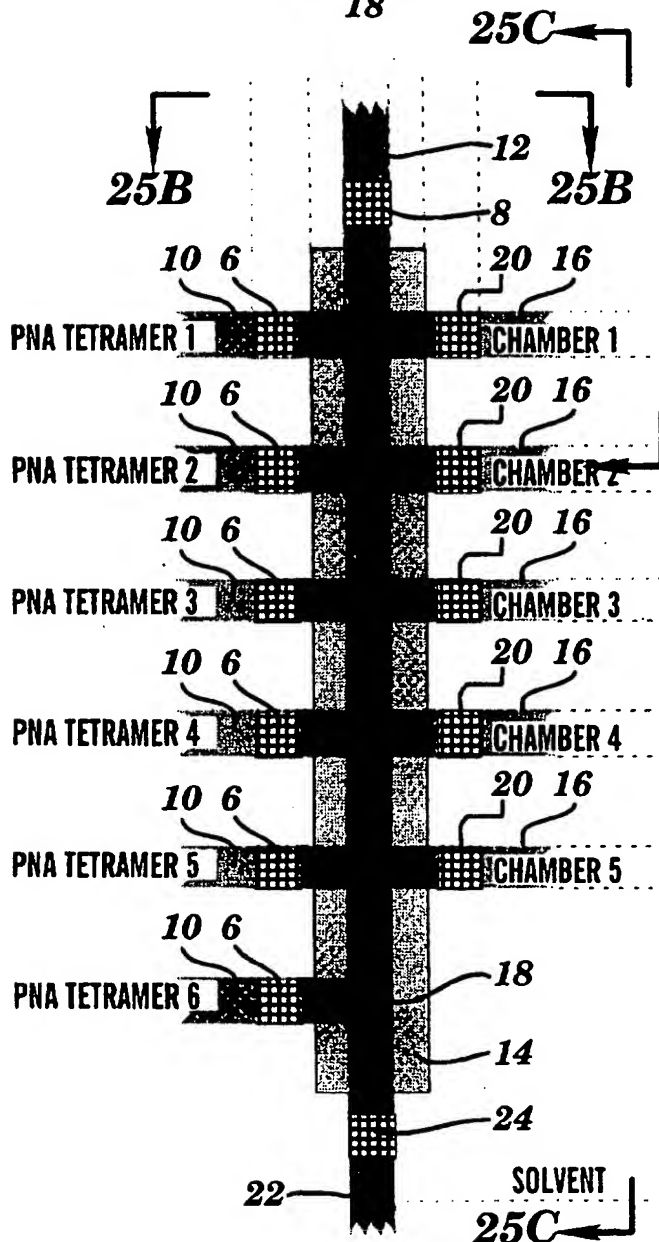 18
25C
12
25B 25B
8
10 6 20 16
PNA TETRAMER 1 CHAMBER 1
10 6 20 16
PNA TETRAMER 2 CHAMBER 2
10 6 20 16
PNA TETRAMER 3 CHAMBER 3
10 6 20 16
PNA TETRAMER 4 CHAMBER 4
10 6 20 16
PNA TETRAMER 5 CHAMBER 5
10 6
PNA TETRAMER 6 18
14
24
SOLVENT
22
25C